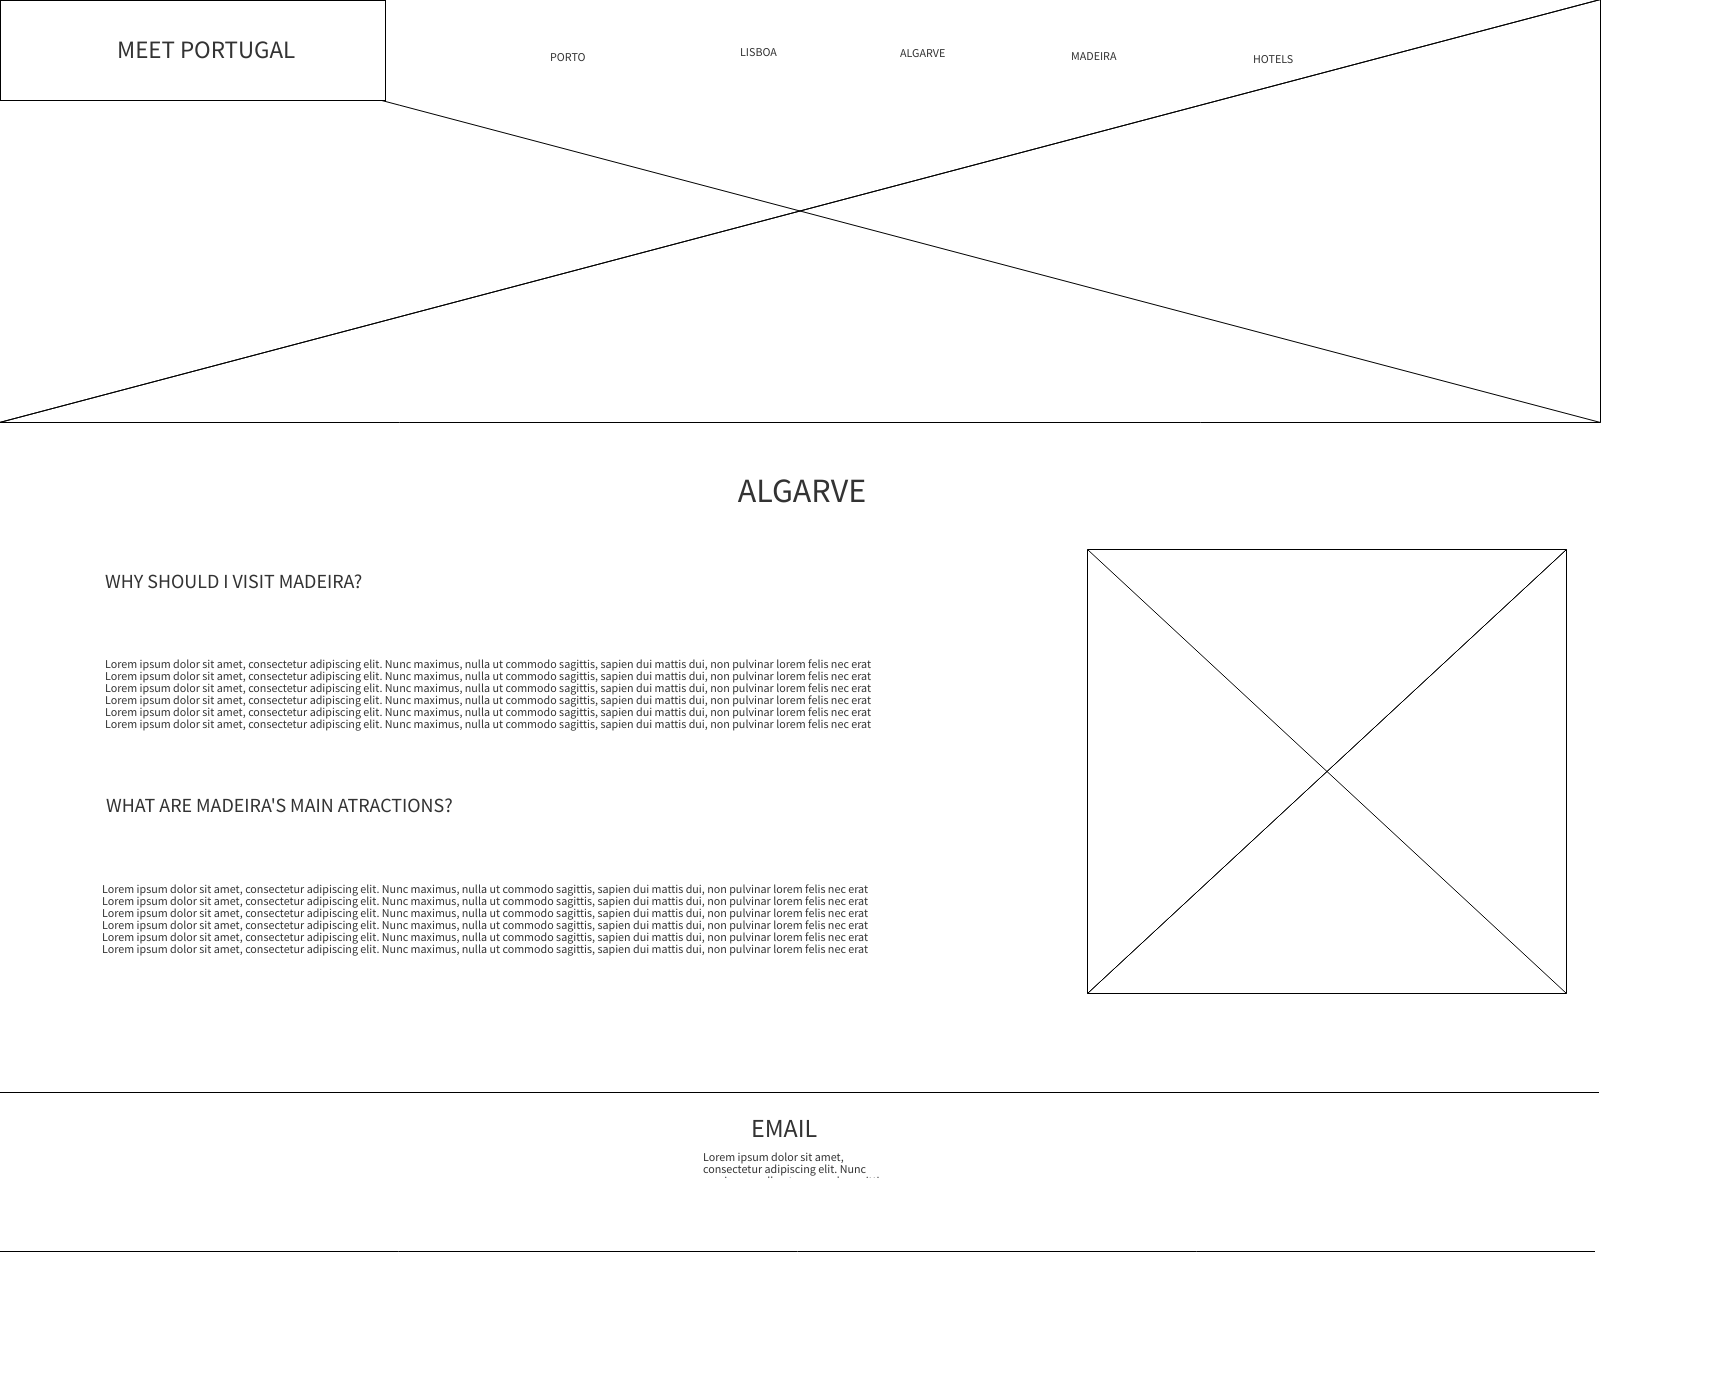 MEET PORTUGAL
PORTO
LISBOA
ALGARVE
MADEIRA
HOTELS
ALGARVE
WHY SHOULD I VISIT MADEIRA?
Lorem ipsum dolor sit amet, consectetur adipiscing elit. Nunc maximus, nulla ut commodo sagittis, sapien dui mattis dui, non pulvinar lorem felis nec erat
Lorem ipsum dolor sit amet, consectetur adipiscing elit. Nunc maximus, nulla ut commodo sagittis, sapien dui mattis dui, non pulvinar lorem felis nec erat
Lorem ipsum dolor sit amet, consectetur adipiscing elit. Nunc maximus, nulla ut commodo sagittis, sapien dui mattis dui, non pulvinar lorem felis nec erat
Lorem ipsum dolor sit amet, consectetur adipiscing elit. Nunc maximus, nulla ut commodo sagittis, sapien dui mattis dui, non pulvinar lorem felis nec erat
Lorem ipsum dolor sit amet, consectetur adipiscing elit. Nunc maximus, nulla ut commodo sagittis, sapien dui mattis dui, non pulvinar lorem felis nec erat
Lorem ipsum dolor sit amet, consectetur adipiscing elit. Nunc maximus, nulla ut commodo sagittis, sapien dui mattis dui, non pulvinar lorem felis nec erat
WHAT ARE MADEIRA'S MAIN ATRACTIONS?
Lorem ipsum dolor sit amet, consectetur adipiscing elit. Nunc maximus, nulla ut commodo sagittis, sapien dui mattis dui, non pulvinar lorem felis nec erat
Lorem ipsum dolor sit amet, consectetur adipiscing elit. Nunc maximus, nulla ut commodo sagittis, sapien dui mattis dui, non pulvinar lorem felis nec erat
Lorem ipsum dolor sit amet, consectetur adipiscing elit. Nunc maximus, nulla ut commodo sagittis, sapien dui mattis dui, non pulvinar lorem felis nec erat
Lorem ipsum dolor sit amet, consectetur adipiscing elit. Nunc maximus, nulla ut commodo sagittis, sapien dui mattis dui, non pulvinar lorem felis nec erat
Lorem ipsum dolor sit amet, consectetur adipiscing elit. Nunc maximus, nulla ut commodo sagittis, sapien dui mattis dui, non pulvinar lorem felis nec erat
Lorem ipsum dolor sit amet, consectetur adipiscing elit. Nunc maximus, nulla ut commodo sagittis, sapien dui mattis dui, non pulvinar lorem felis nec erat
EMAIL
Lorem ipsum dolor sit amet,
consectetur adipiscing elit. Nunc